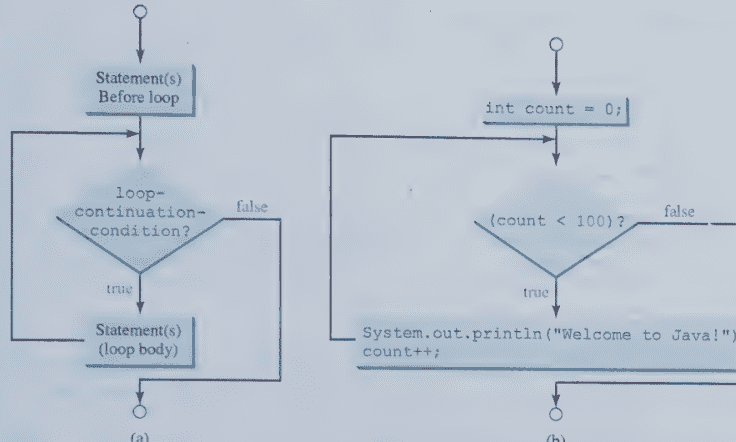 Statement(s)
Before loop
loop-
continuation-
condition?
false
true
Statement(s)
(loop body)
(a)
int count = 0;
(count < 100)?
false
true
System.out.println("Welcome to Java!")
count++;
(b)